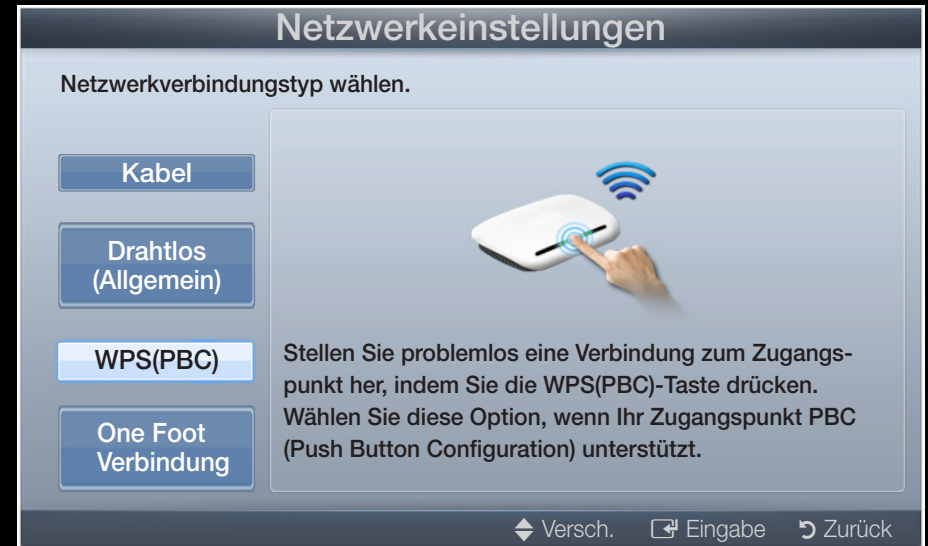 Netzwerkeinstellungen
Netzwerkverbindungstyp wählen.
Kabel
Drahtlos
(Allgemein)
WPS(PBC)
One Foot
Verbindung
Stellen Sie problemlos eine Verbindung zum Zugangs-
punkt her, indem Sie die WPS(PBC)-Taste drücken.
Wählen Sie diese Option, wenn Ihr Zugangspunkt PBC
(Push Button Configuration) unterstützt.
Versch. Eingabe Zurück